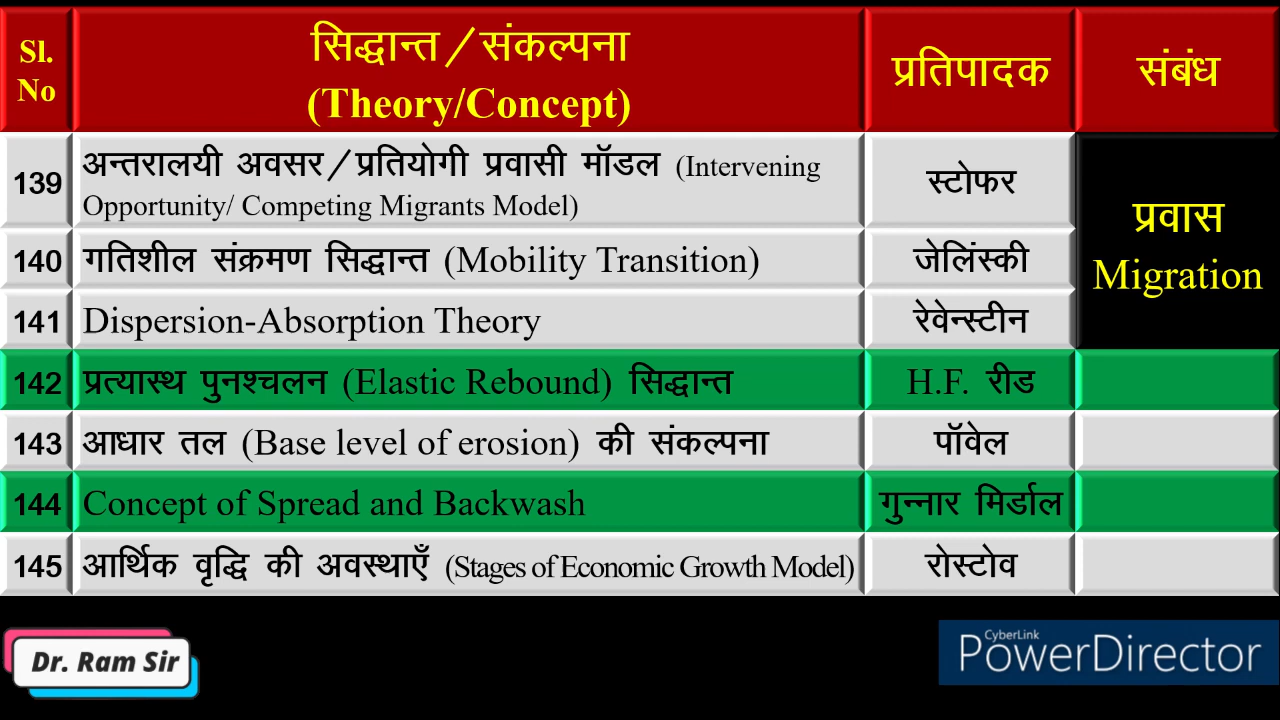 Sl. No
सिद्धान्त/संकल्पना
(Theory/Concept)
प्रतिपादक
संबंध
139
अन्तरालयी अवसर/प्रतियोगी प्रवासी मॉडल (Intervening
Opportunity/ Competing Migrants Model)
स्टोफर
प्रवास
Migration
140 गतिशील संक्रमण सिद्धान्त (Mobility Transition) जेलिंस्की
141 Dispersion-Absorption Theory रेवेन्स्टीन
142 प्रत्यास्थ पुनश्चलन (Elastic Rebound) सिद्धान्त H.F. रीड
143 आधार तल (Base level of erosion) की संकल्पना पॉवेल
144 Concept of Spread and Backwash गुन्नार मिर्डाल
145 आर्थिक वृद्धि की अवस्थाएँ (Stages of Economic Growth Model) रोस्टोव
Dr. Ram Sir
CyberLink
PowerDirector